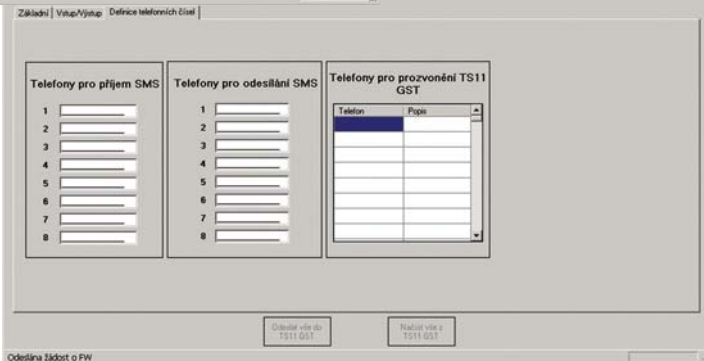 Základní Vstup/Výstup Definice telefonních čísel
Telefony pro příjem SMS
1
2
3
4
5
6
7
8
Telefony pro odesílání SMS
1
2
3
4
5
6
7
8
Telefony pro prozvonění TS11
GST
Telefon Popis
Odeslat vše do
TS11 GST
Načíst vše z
TS11 GST
Odeslána žádost o FW